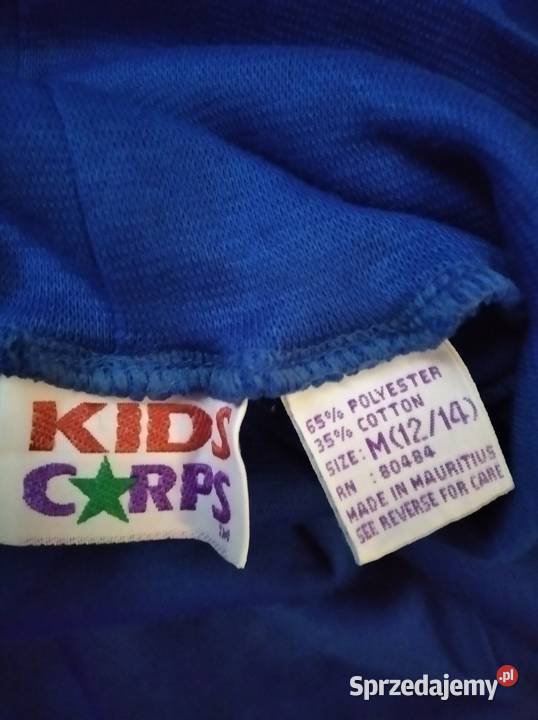 KIDS
C★RPS
TM
65% POLYESTER
35% COTTON
SIZE: M(12/14)
RN : 80484
MADE IN MAURITIUS
SEE REVERSE FOR CARE
Sprzedajemy.pl